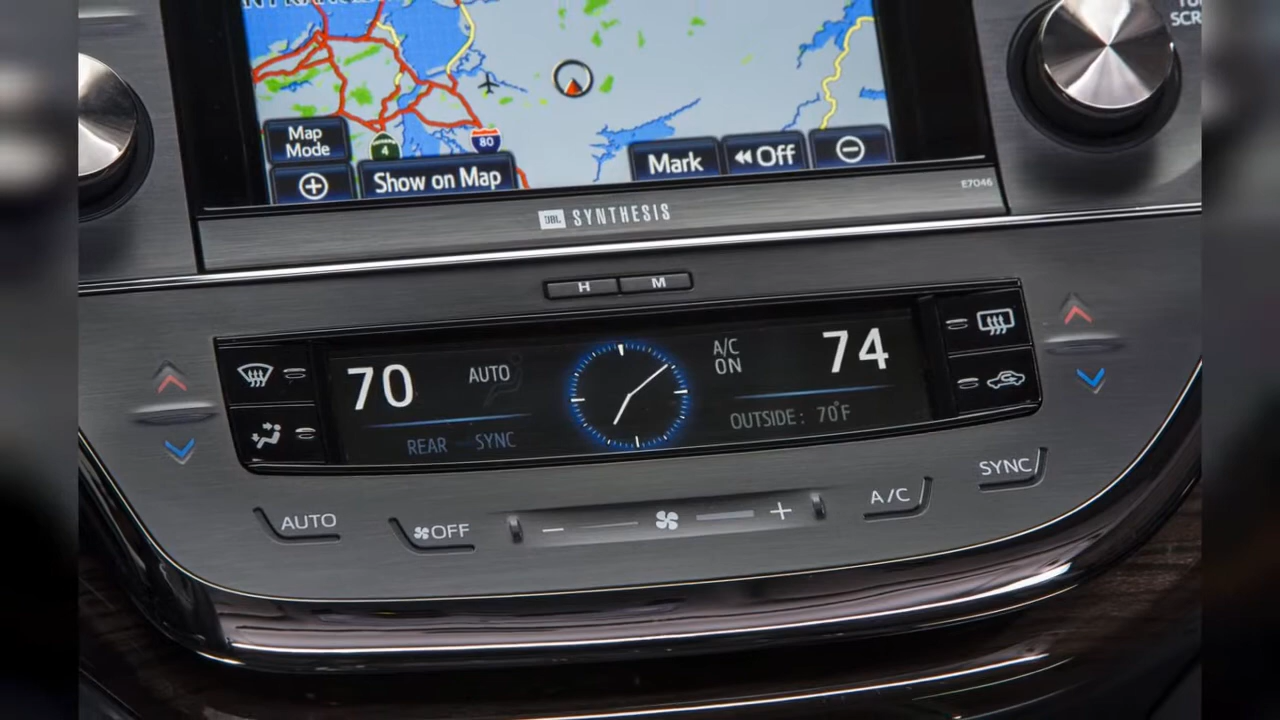 Map
Mode
4
80
Show on Map
Mark
Off
E7046
JBL SYNTHESIS
H M
70 AUTO
A/C
ON
74
REAR SYNC
OUTSIDE: 70°F
AUTO
OFF
A/C
SYNC